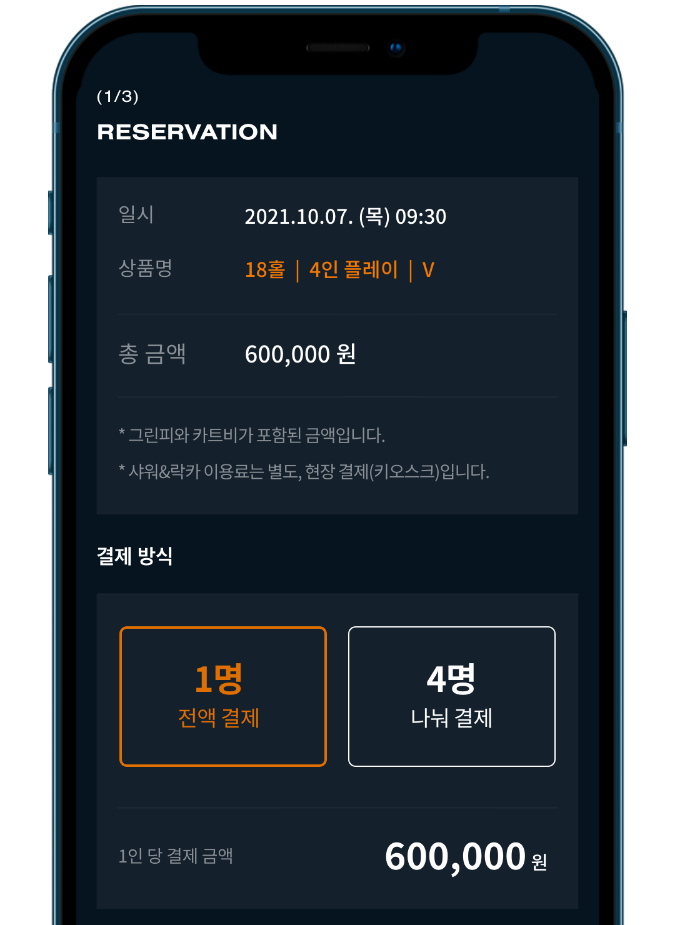 (1/3)
RESERVATION
일시 2021.10.07. (목) 09:30
상품명 18홀 | 4인 플레이 | V
총 금액 600,000 원
* 그린피와 카트비가 포함된 금액입니다.
* 샤워&락카 이용료는 별도, 현장 결제(키오스크)입니다.
결제 방식
1명 4명
전액 결제 나눠 결제
1인 당 결제 금액 600,000 원